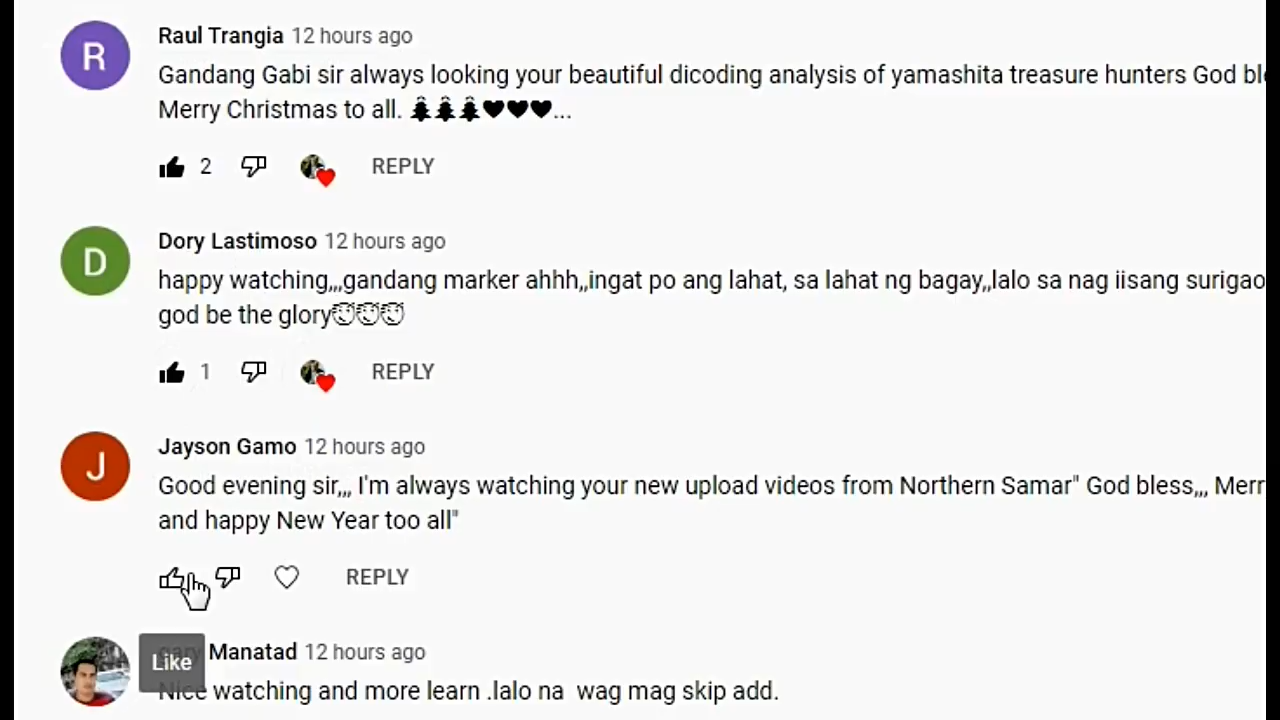 R
Raul Trangia 12 hours ago
Gandang Gabi sir always looking your beautiful dicoding analysis of yamashita treasure hunters God
Merry Christmas to all. 🎄🎄🎄♥♥♥...
2
REPLY
D
Dory Lastimoso 12 hours ago
happy watching,,,gandang marker ahhh,,ingat po ang lahat, sa lahat ng bagay,,lalo sa nag iisang surigao
god be the glory😇😇😇
1
REPLY
J
Jayson Gamo 12 hours ago
Good evening sir,,, I'm always watching your new upload videos from Northern Samar" God bless,,,
and happy New Year too all"
REPLY
Manatad 12 hours ago
Like
Nice watching and more learn .lalo na  wag mag skip add.